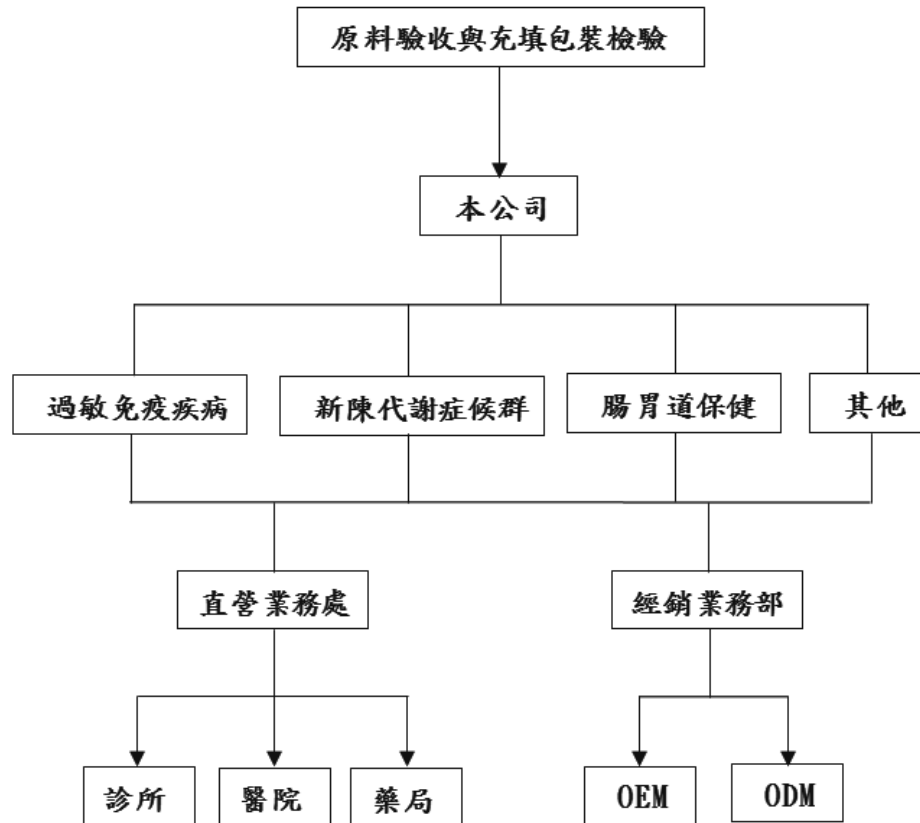 原料驗收與充填包裝檢驗
本公司
過敏免疫疾病
新陳代謝症候群
腸胃道保健
其他
直營業務處
經銷業務部
診所
醫院
藥局
OEM
ODM